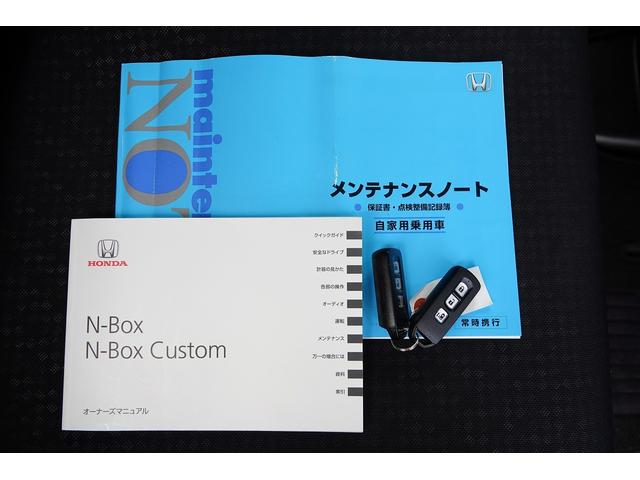 mainte
NO
メンテナンスノート
● 保証書・点検整備記録簿 ●
自家用乗用車
常時携行
HONDA
N-Box
N-Box Custom
オーナーズマニュアル
クイックガイド
安全なドライブ
計器の見かた
各部の操作
オーディオ
運転
メンテナンス
万一の場合には
資料
索引